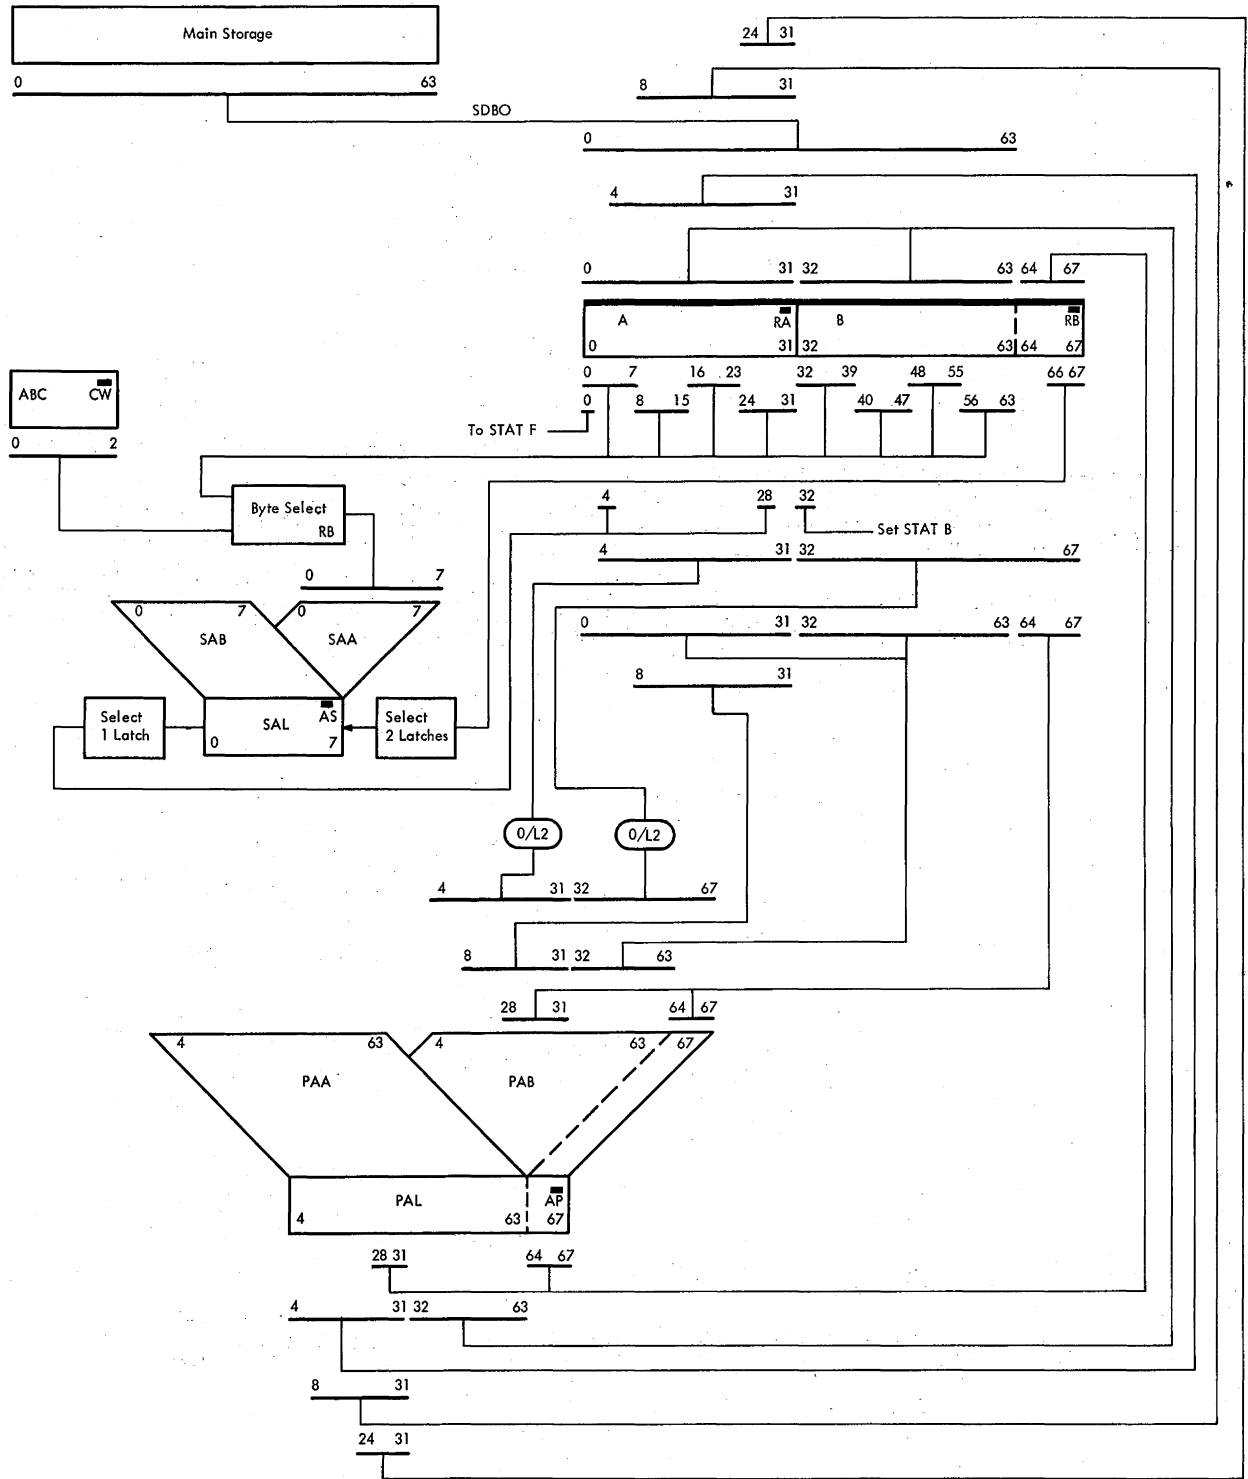 Main Storage
24 31
0 63
8 31
SDBO
0 63
4 31
0 31 32 63 64 67
A RA B RB
0 31 32 63 64 67
0 7 16 23 32 39 48 55 66 67
ABC CW
0 8 15 24 31 40 47 56 63
To STAT F
0 2
4 28 32
Byte Select
RB
Set STAT B
4 31 32 67
0 7
0 7 0 7
SAB SAA
0 31 32 63 64 67
8 31
Select
1 Latch
SAL AS
0 7
Select
2 Latches
0/L2 0/L2
4 31 32 67
8 31 32 63
28 31 64 67
4 63 4 63 67
PAA PAB
PAL AP
4 63 67
28 31 64 67
4 31 32 63
8 31
24 31